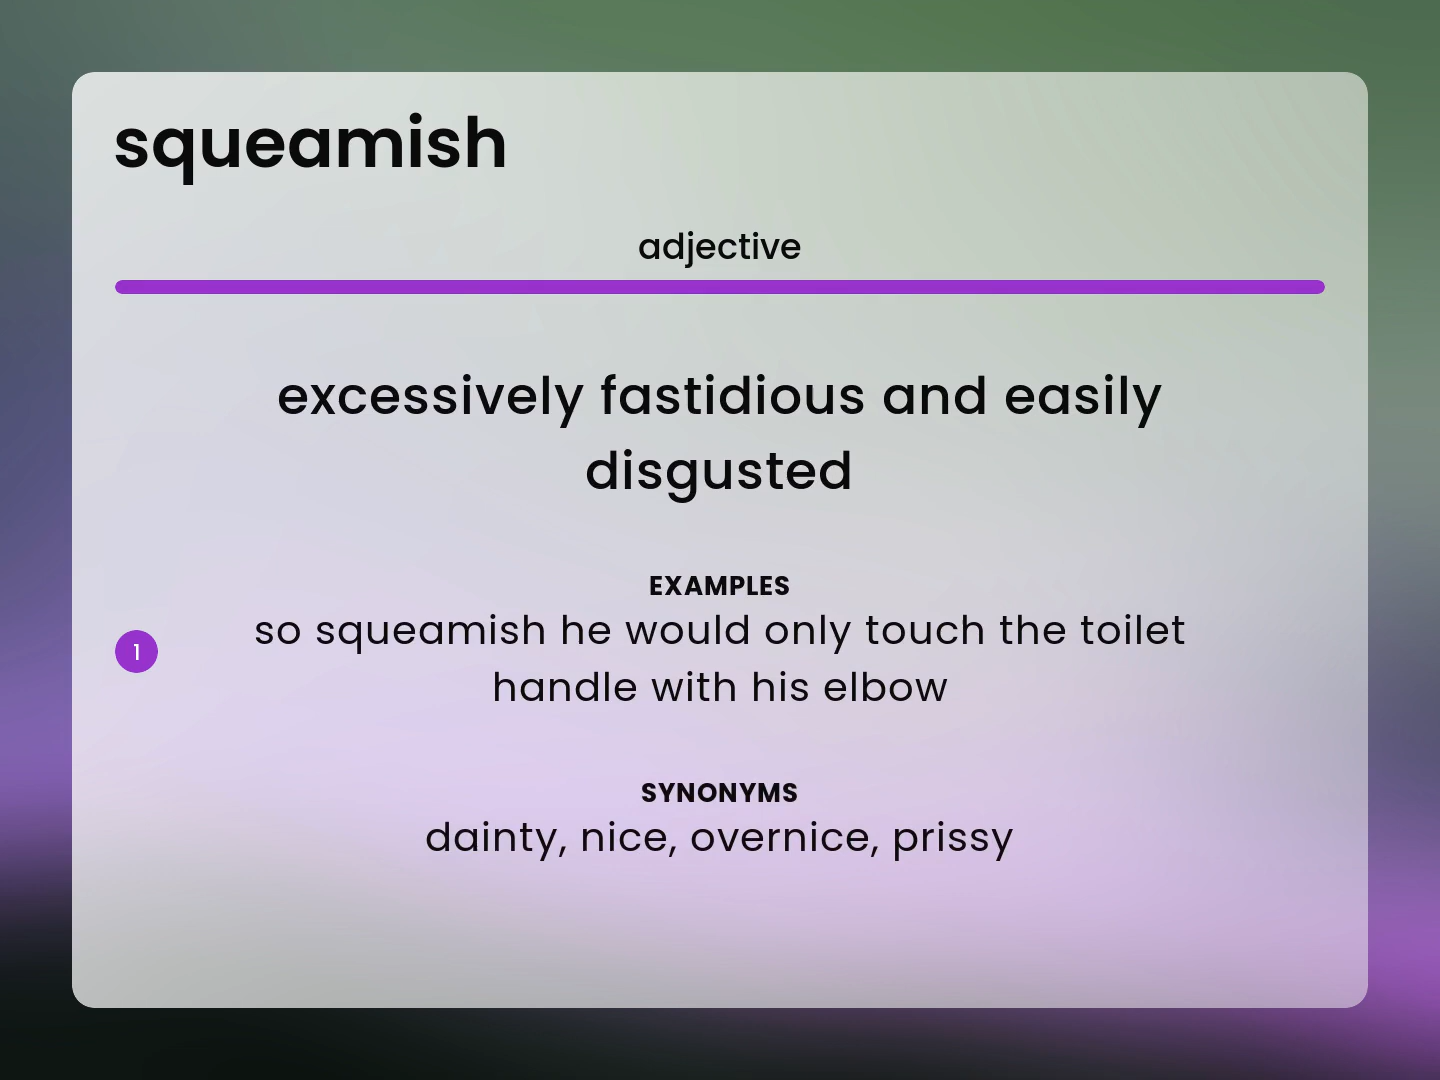 squeamish
adjective
excessively fastidious and easily
disgusted
EXAMPLES
1
so squeamish he would only touch the toilet
handle with his elbow
SYNONYMS
dainty, nice, overnice, prissy